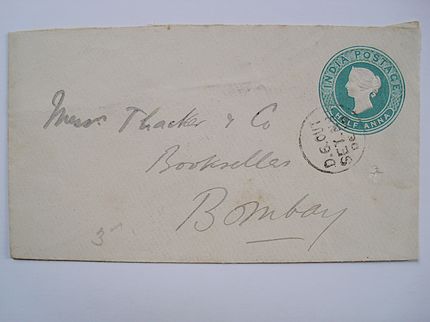 INDIA POSTAGE
HALF ANNA
Messrs Thacker & Co
Booksellers
Bombay
3